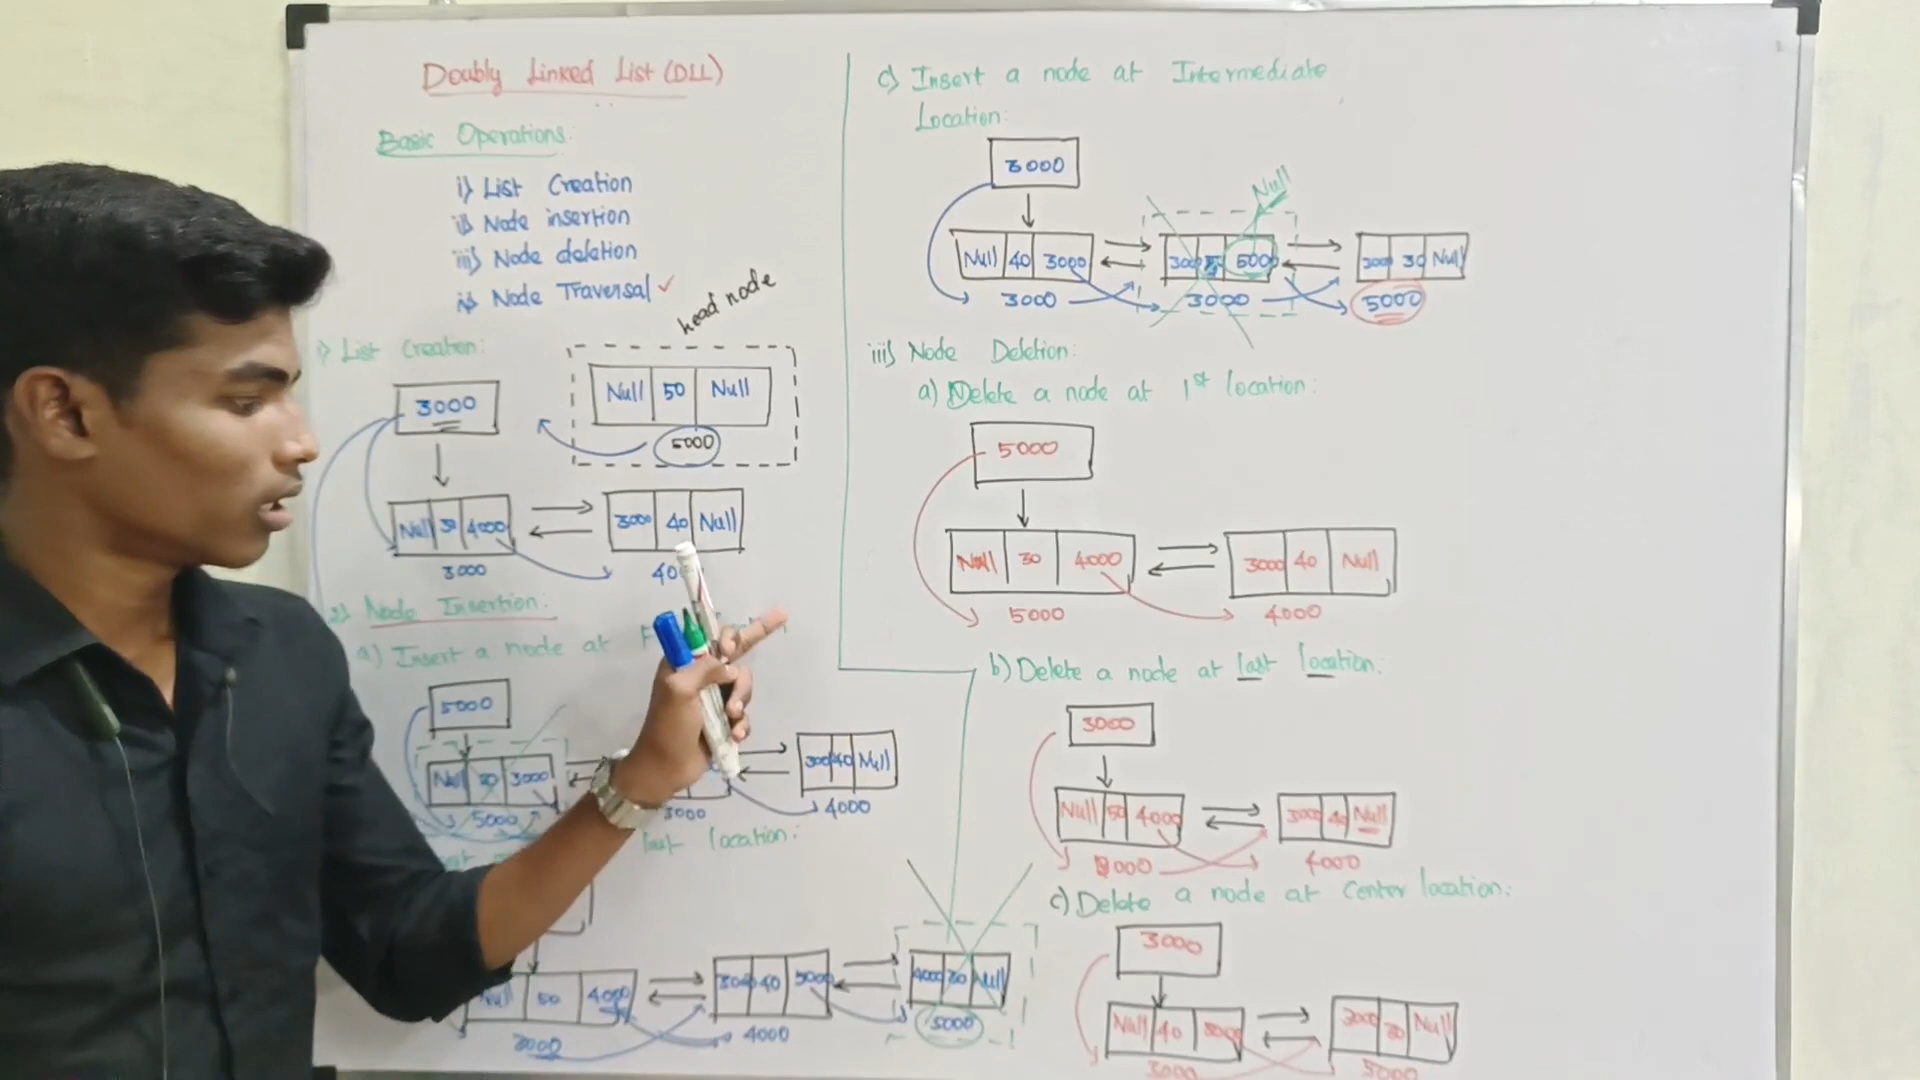 Doubly Linked List (DLL)
Basic Operations:
i) List Creation
ii) Node insertion
iii) Node deletion
iv) Node Traversal ✓
i) List Creation:
head node
3000
Null 50 Null
5000
Null 30 4000
3000 40 Null
3000
2) Node Insertion:
a) Insert a node at
5000
Null 30 3000
5000
3000
300 40 Null
4000
last location:
Null 50 4000
3000
3000 40 5000
4000
4000 30 Null
5000
c) Insert a node at Intermediate
Location:
3000
Null
Null 40 3000
3000
300 500
3000
3000 30 Null
5000
iii) Node Deletion:
a) Delete a node at 1st location:
5000
Null 30 4000
5000
3000 40 Null
4000
b) Delete a node at last location:
3000
Null 50 4000
3000
3000 40 Null
4000
c) Delete a node at center location:
3000
Null 40 5000
3000
3000 30 Null
5000